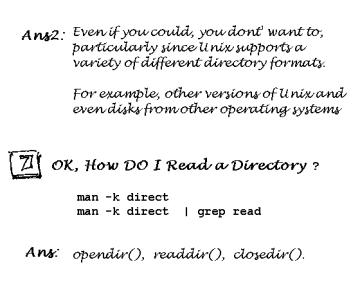 Ans2: Even if you could, you dont' want to,
particularly since Unix supports a
variety of different directory formats.
For example, other versions of Unix and
even disks from other operating systems
7 OK, How DO I Read a Directory ?
man -k direct
man -k direct | grep read
Ans: opendir(), readdir(), closedir().